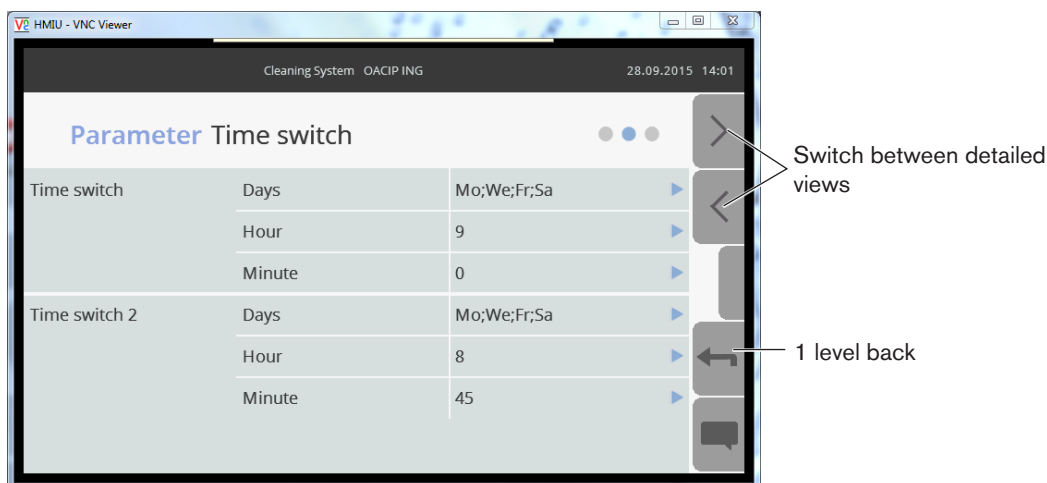 HMIU - VNC Viewer
Cleaning System OACIP ING 28.09.2015 14:01
Parameter Time switch
Switch between detailed
views
Time switch Days Mo;We;Fr;Sa
Hour 9
Minute 0
Time switch 2 Days Mo;We;Fr;Sa
Hour 8
1 level back
Minute 45